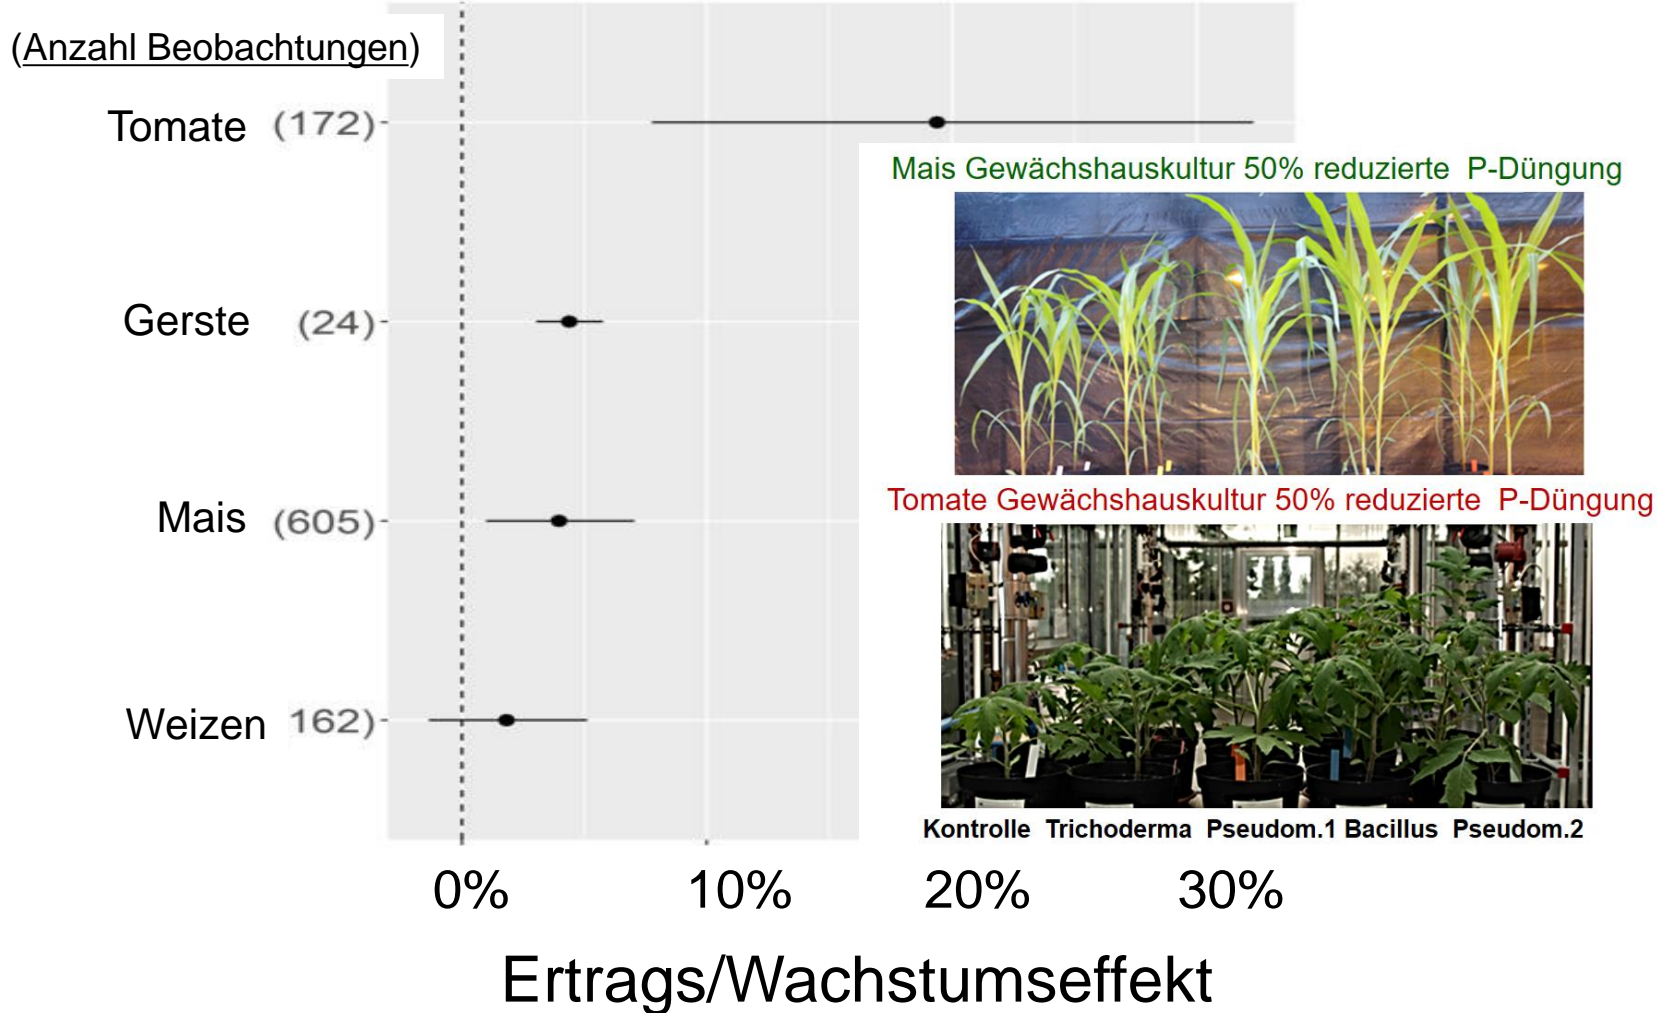 (Anzahl Beobachtungen)
Tomate (172)
Mais Gewächshauskultur 50% reduzierte P-Düngung
Gerste (24)
Tomate Gewächshauskultur 50% reduzierte P-Düngung
Mais (605)
Weizen 162)
Kontrolle Trichoderma Pseudom.1 Bacillus Pseudom.2
0% 10% 20% 30%
Ertrags/Wachstumseffekt